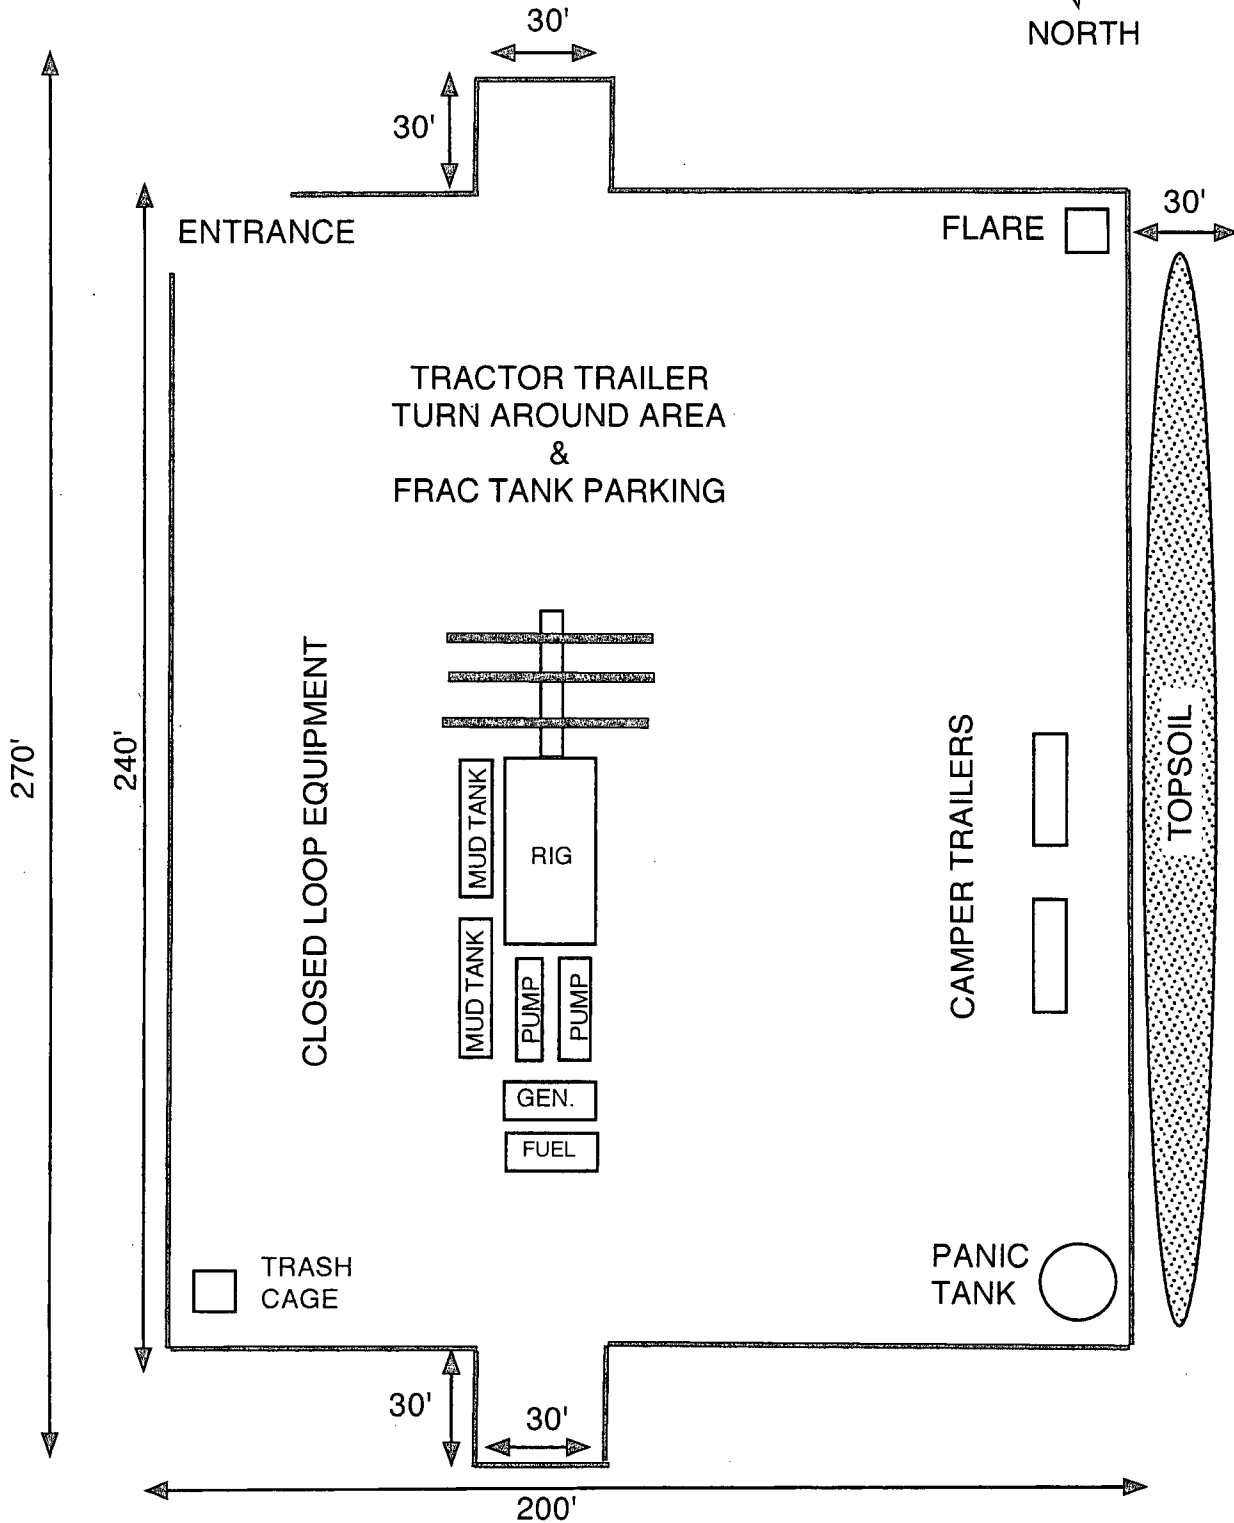 NORTH
30'
30'
30'
ENTRANCE
FLARE
TRACTOR TRAILER
TURN AROUND AREA
&
FRAC TANK PARKING
270'
240'
CLOSED LOOP EQUIPMENT
MUD TANK
RIG
MUD TANK
PUMP
PUMP
GEN.
FUEL
CAMPER TRAILERS
TOPSOIL
TRASH
CAGE
PANIC
TANK
30'
30'
200'